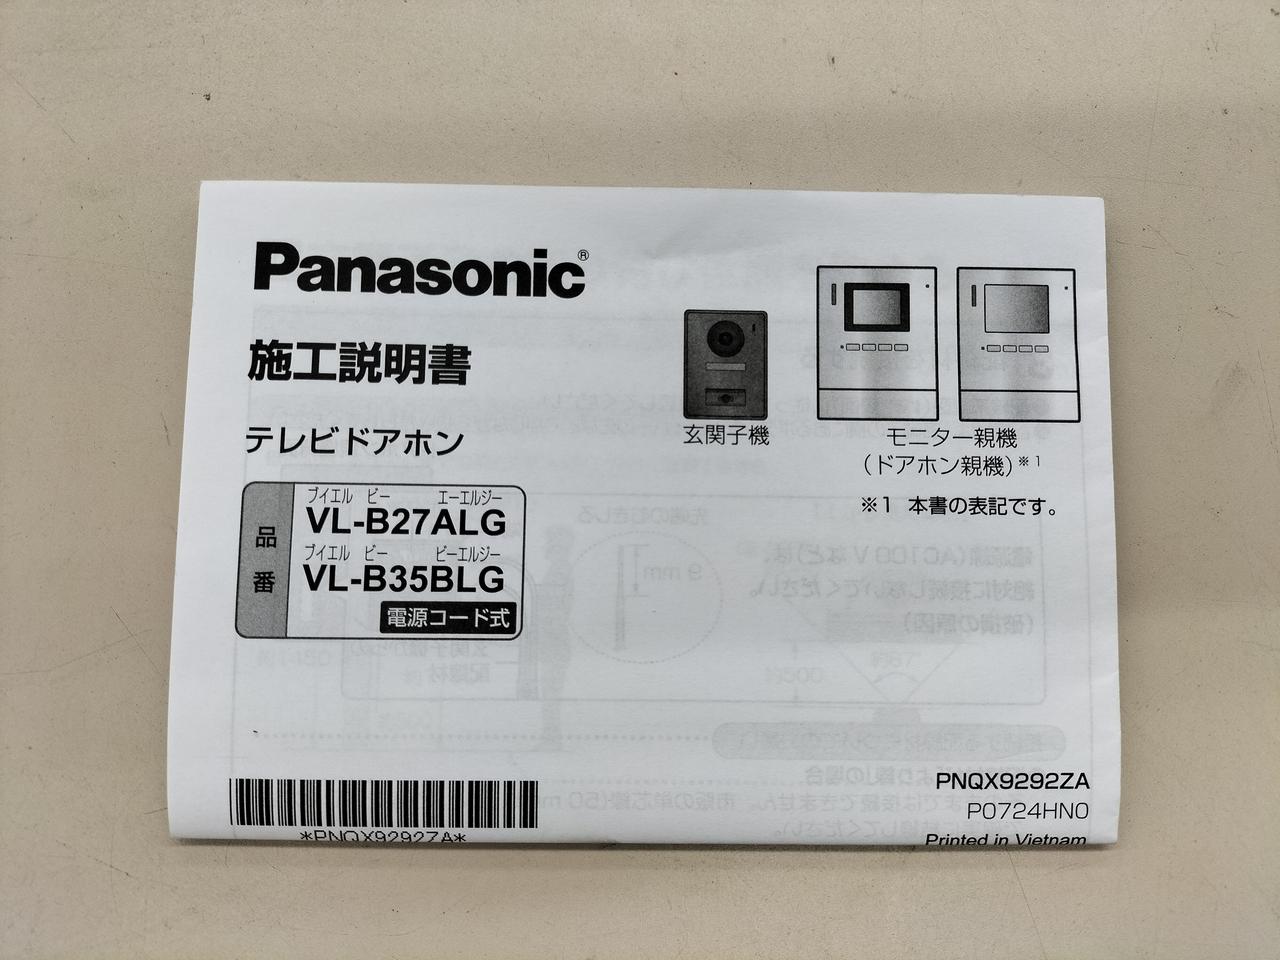 Panasonic®
施工説明書
テレビドアホン
品番
ブイエル ビー エーエルジー
VL-B27ALG
ブイエル ビー ビーエルジー
VL-B35BLG
電源コード式
玄関子機
モニター親機
(ドアホン親機)※1
※1 本書の表記です。
*PNQX9292ZA*
PNQX9292ZA
P0724HN0
Printed in Vietnam